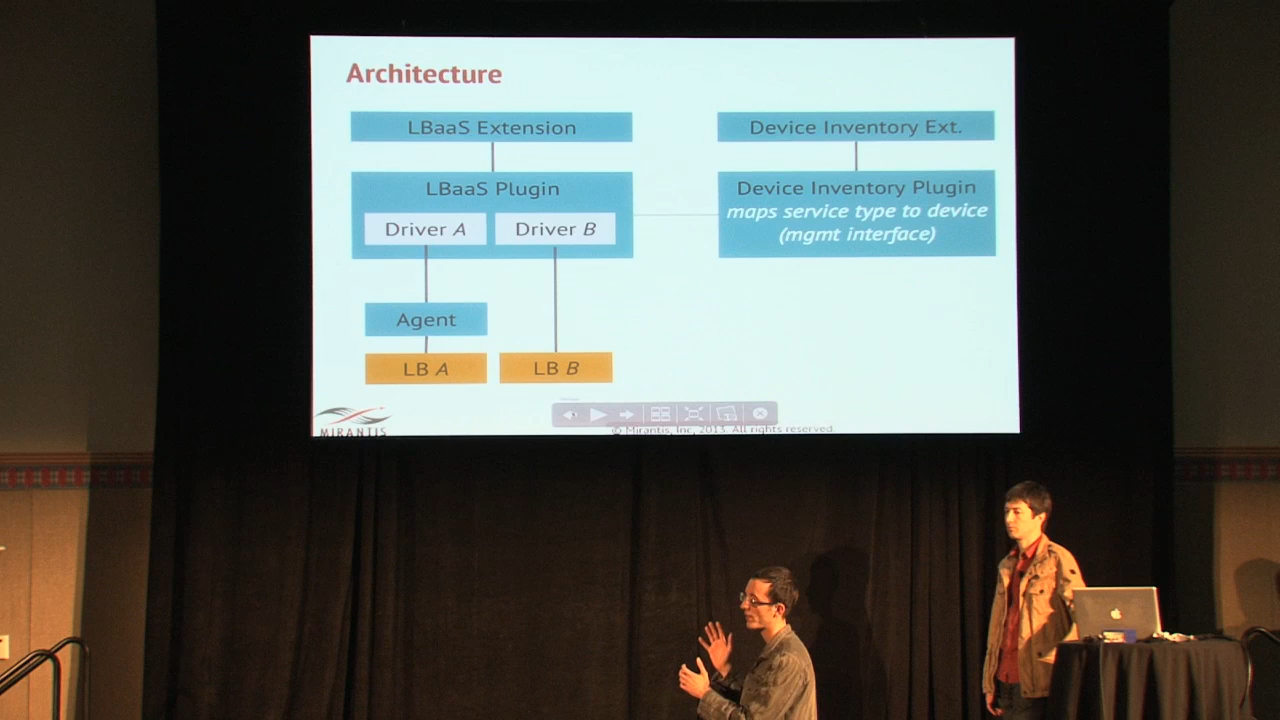 Architecture
LBaaS Extension
Device Inventory Ext.
LBaaS Plugin
Driver A
Driver B
Device Inventory Plugin
maps service type to device
(mgmt interface)
Agent
LB A
LB B
MIRANTIS
© Mirantis, Inc, 2013. All rights reserved.